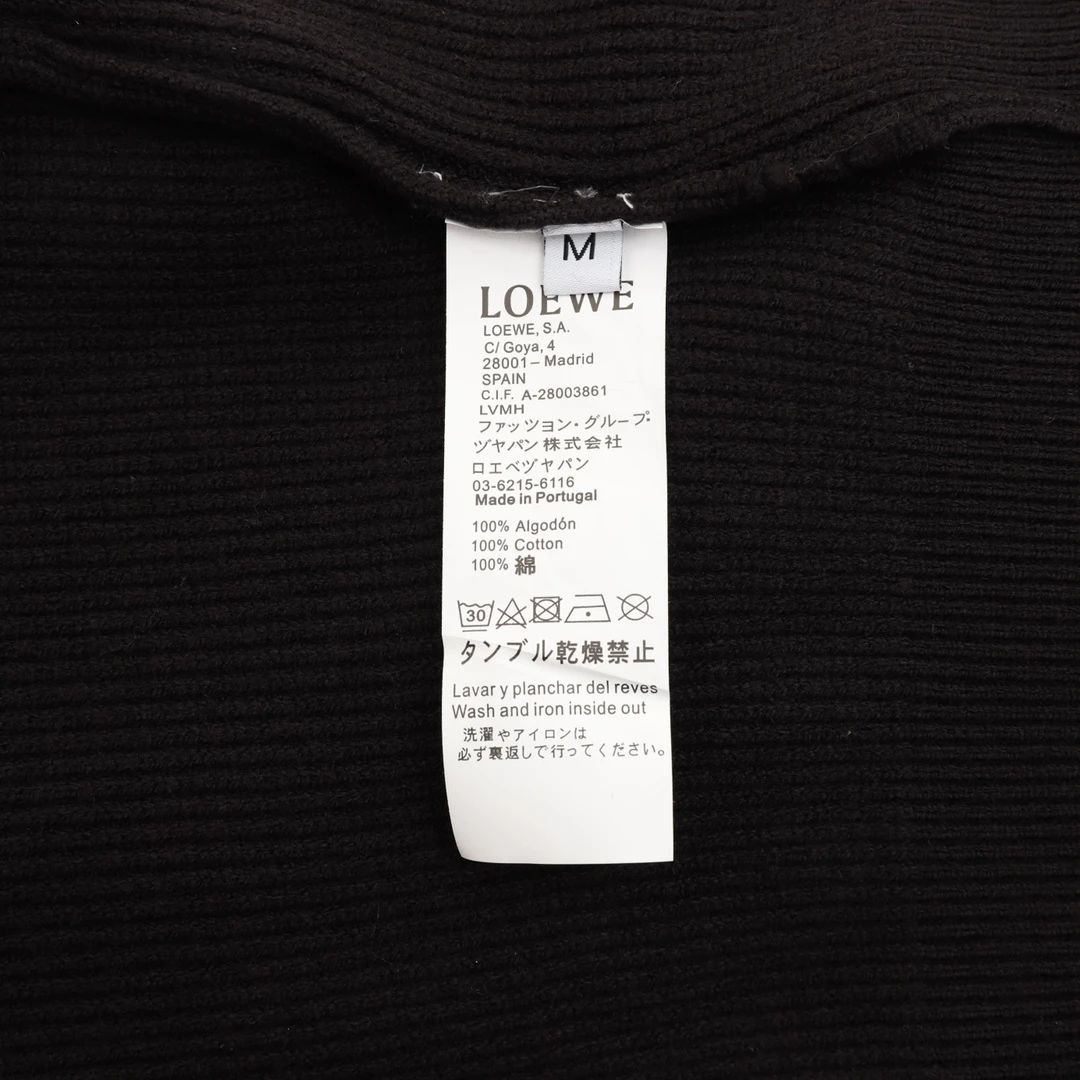 M
LOEWE
LOEWE, S.A.
C/ Goya, 4
28001 – Madrid
SPAIN
C.I.F. A-28003861
LVMH
ファッツョン・グループ・
ヅャパン 株式会社
ロエベヅャパン
03-6215-6116
Made in Portugal
100% Algodón
100% Cotton
100% 綿
30
タンブル乾燥禁止
Lavar y planchar del reves
Wash and iron inside out
洗濯やアイロンは
必ず裏返しで行ってください。